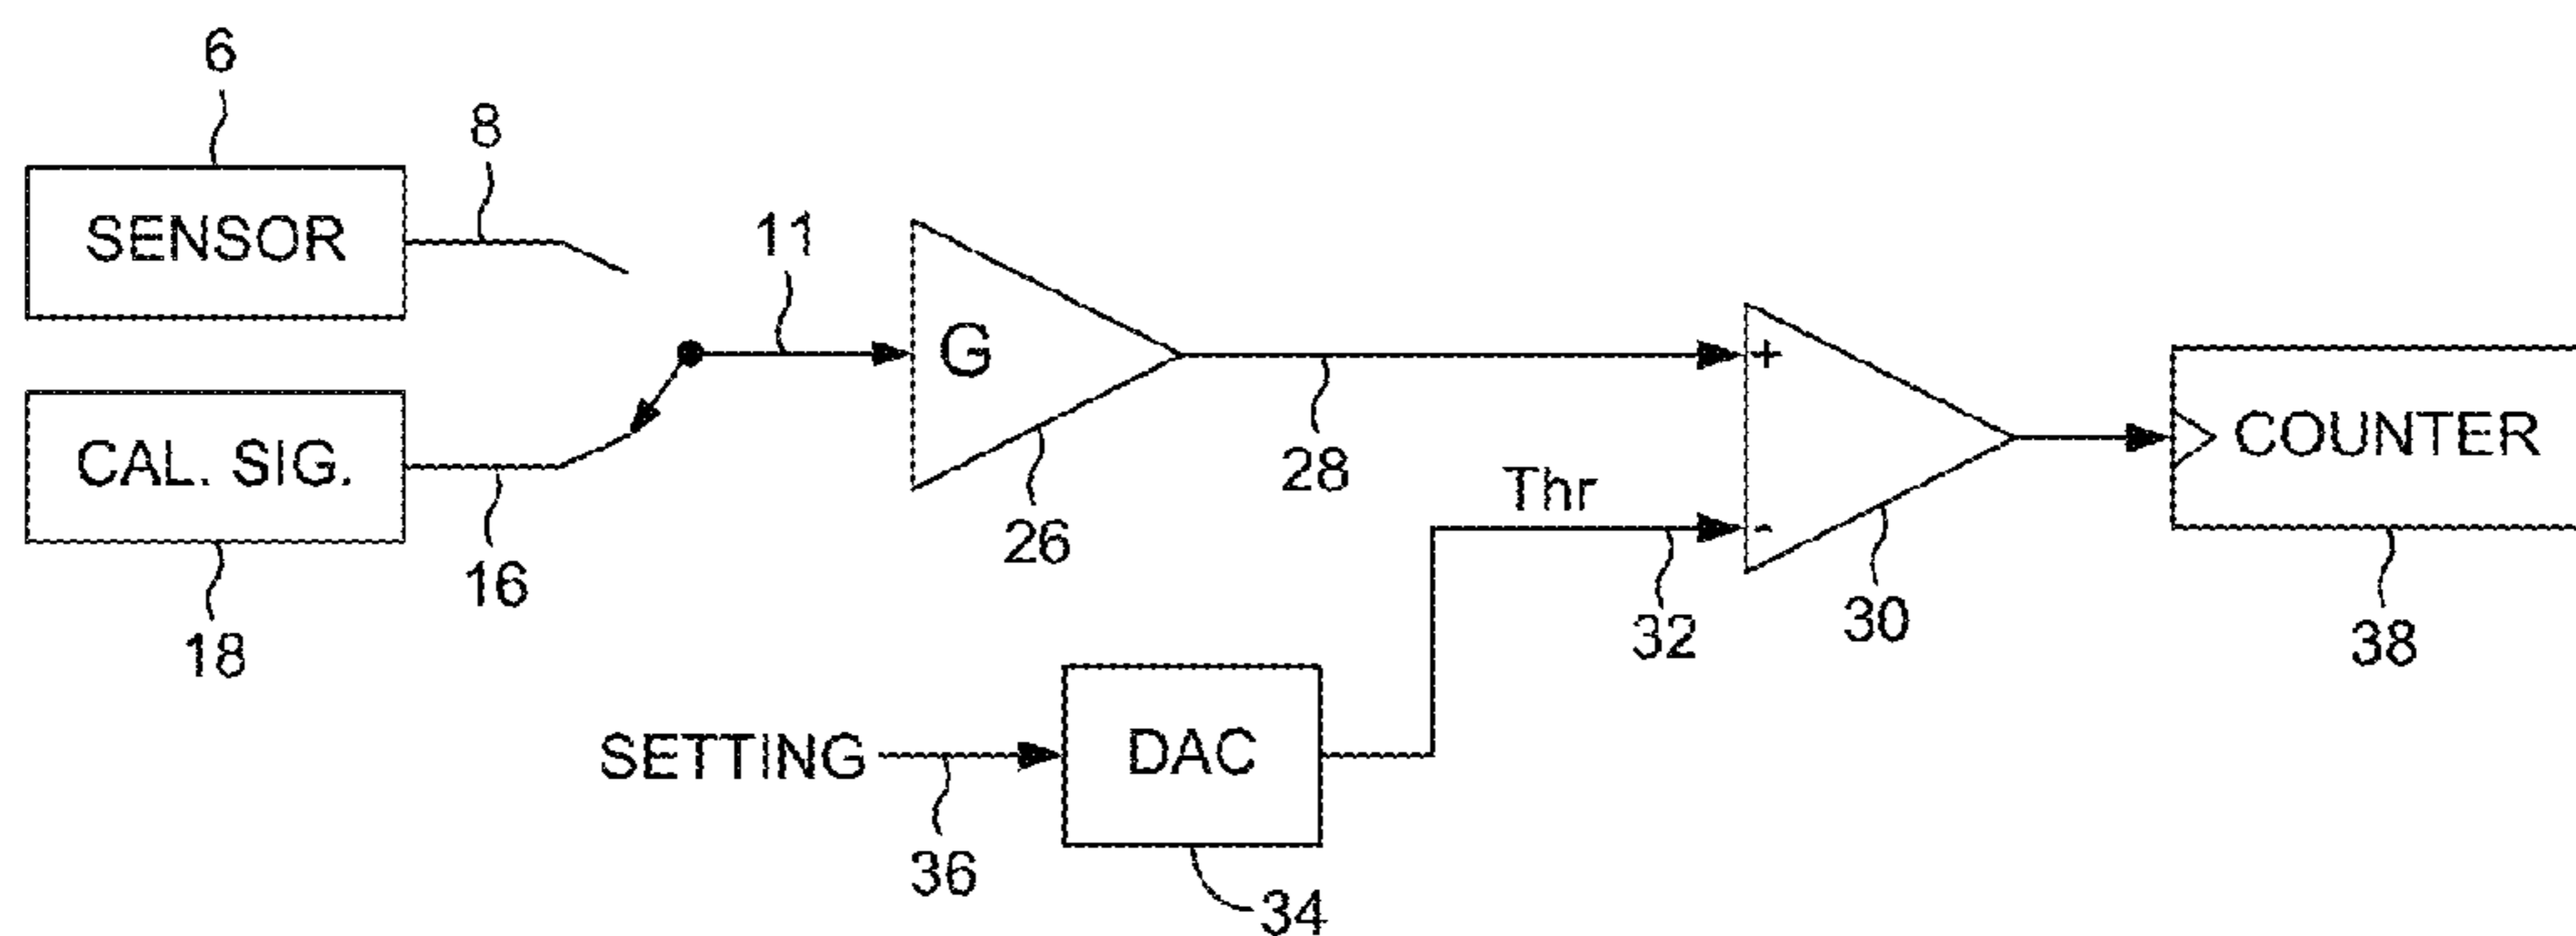 6
8
SENSOR
11
G
+
CAL. SIG.
COUNTER
16
28
Thr
-
26
18
32
30
38
SETTING
DAC
36
34